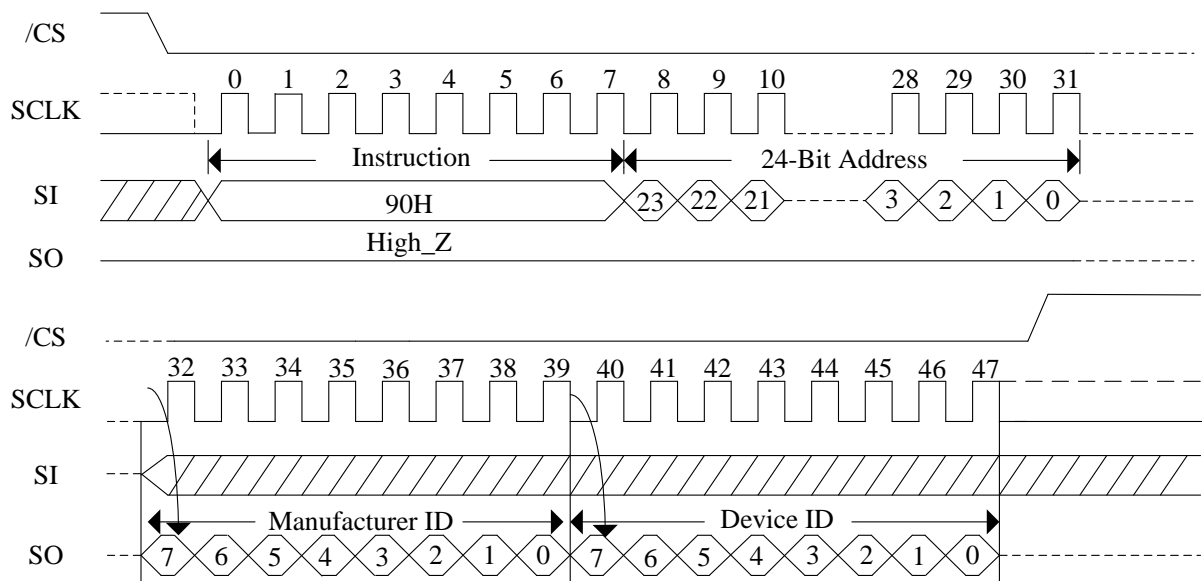 /CS
0 1 2 3 4 5 6 7 8 9 10 28 29 30 31
SCLK
Instruction 24-Bit Address
SI 90H 23 22 21 3 2 1 0
High_Z
SO
/CS
32 33 34 35 36 37 38 39 40 41 42 43 44 45 46 47
SCLK
SI
Manufacturer ID Device ID
SO 7 6 5 4 3 2 1 0 7 6 5 4 3 2 1 0